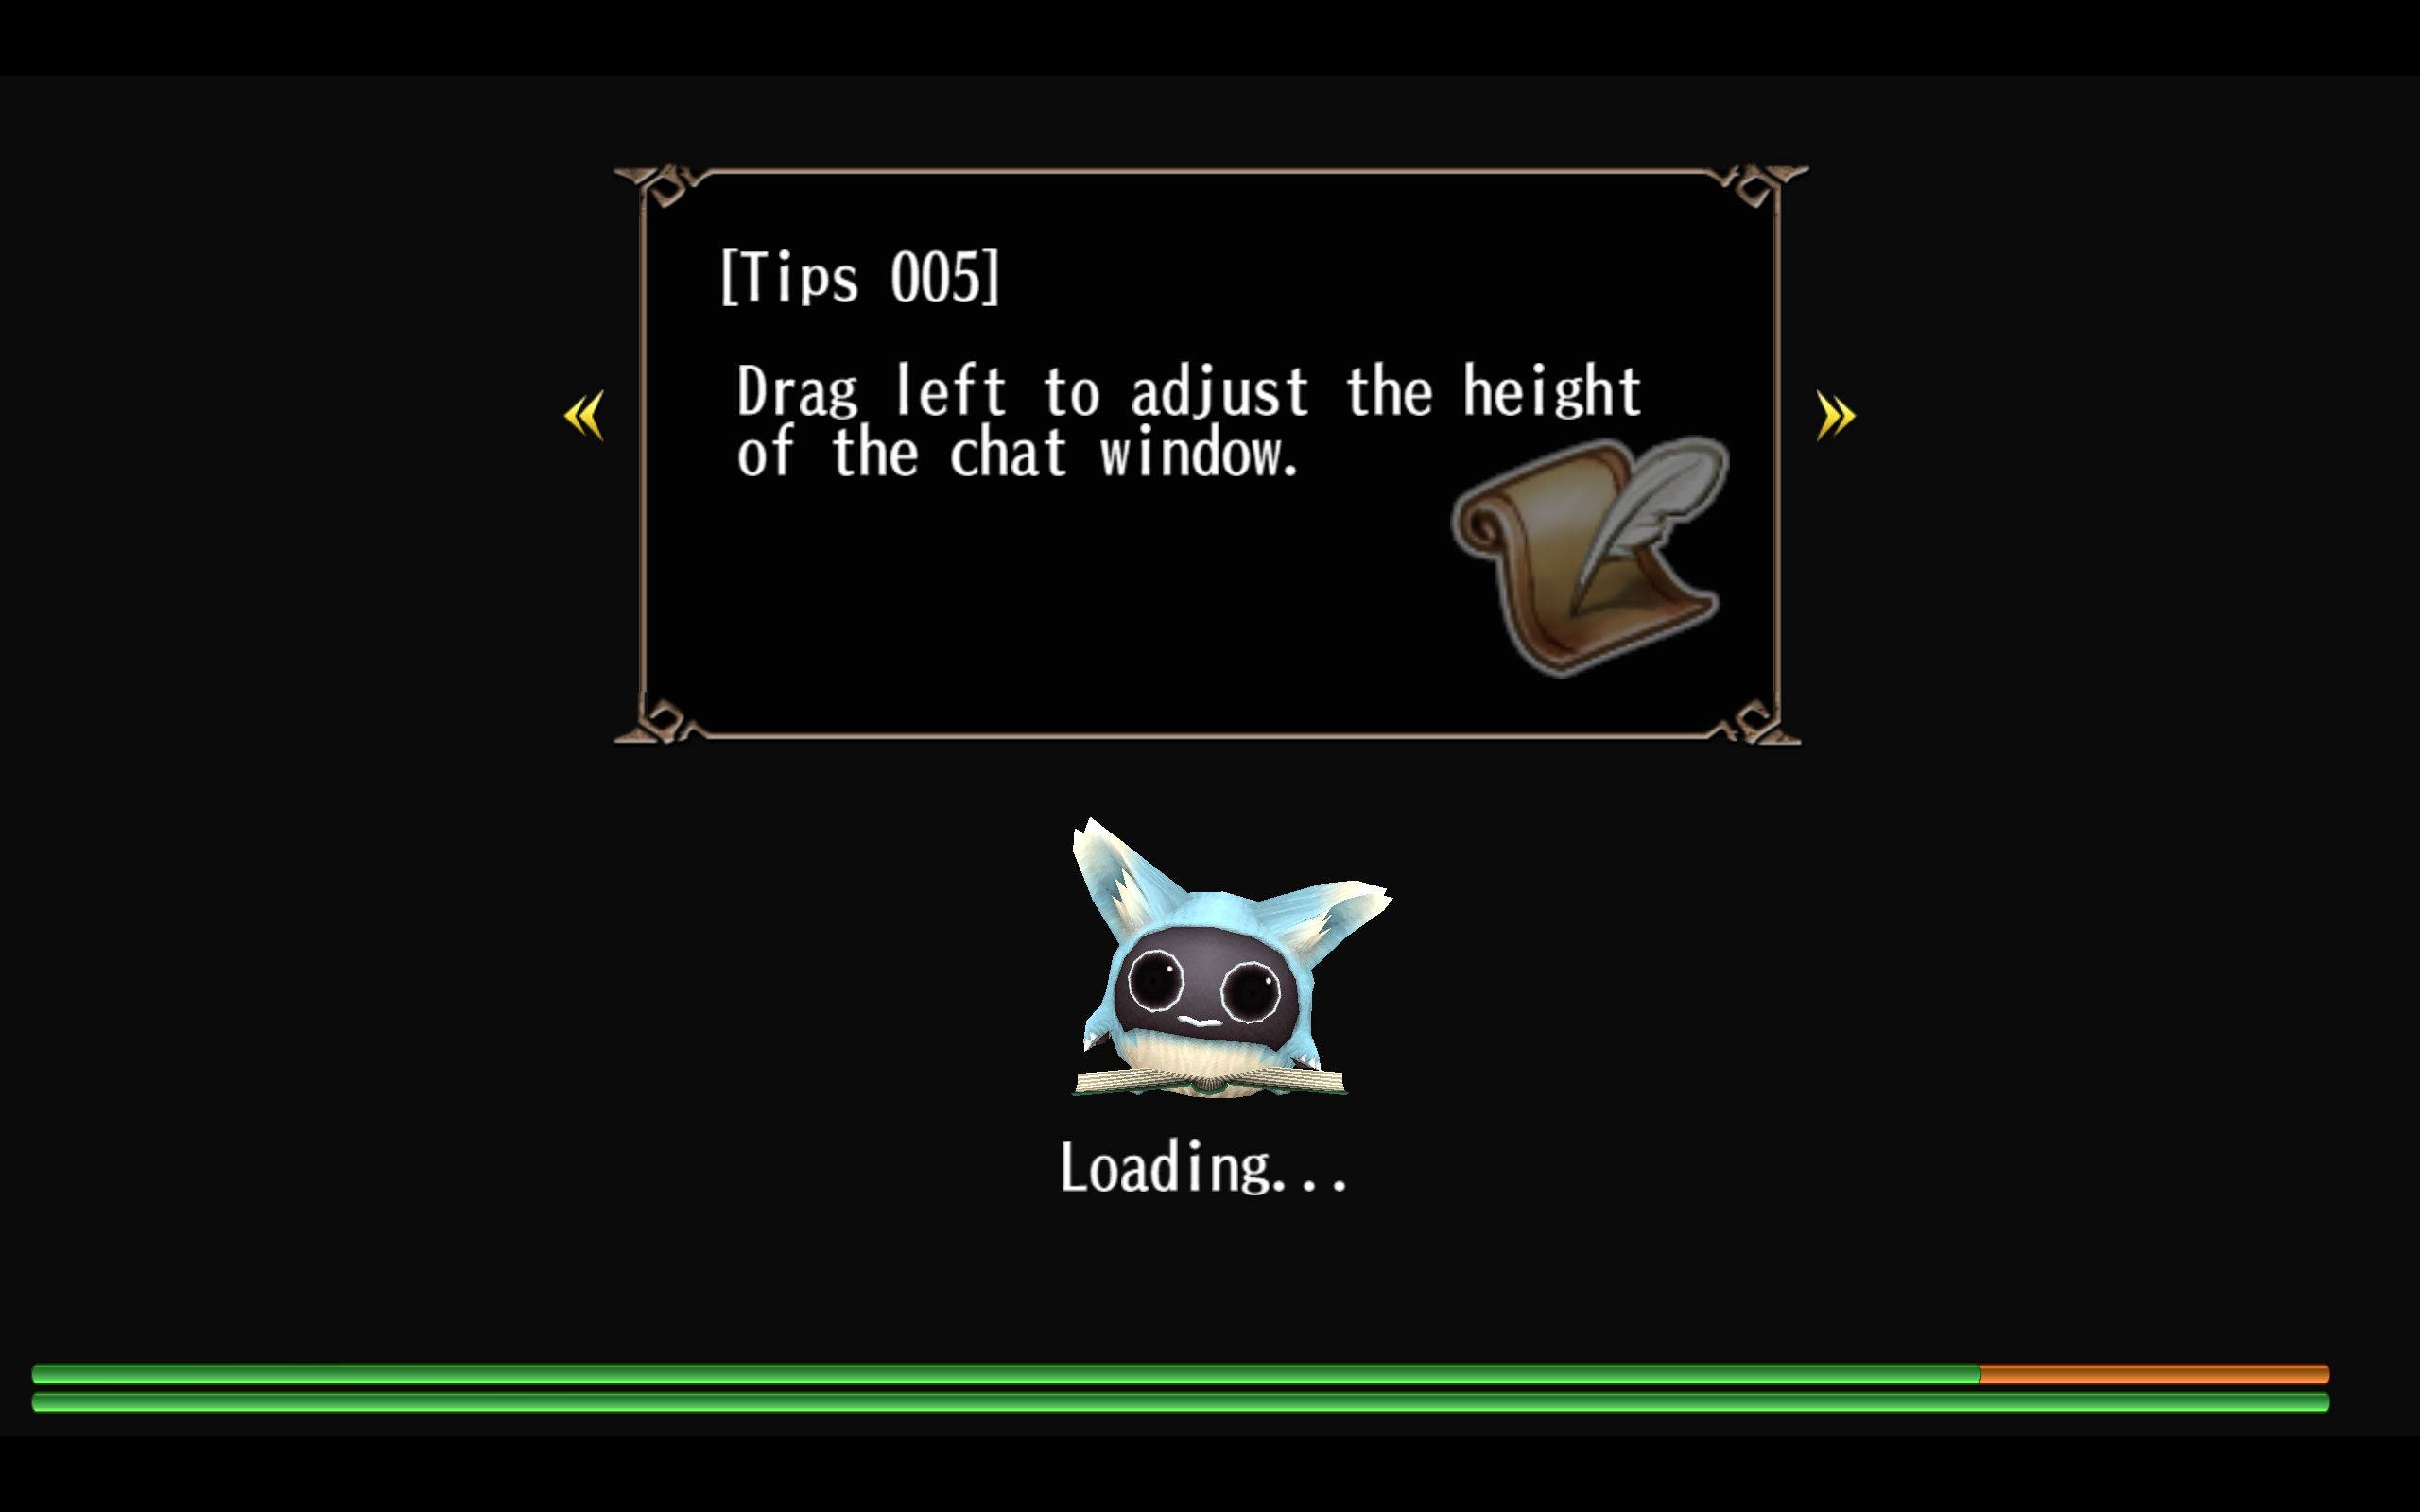 [Tips 005]
Drag left to adjust the height
of the chat window.
Loading...